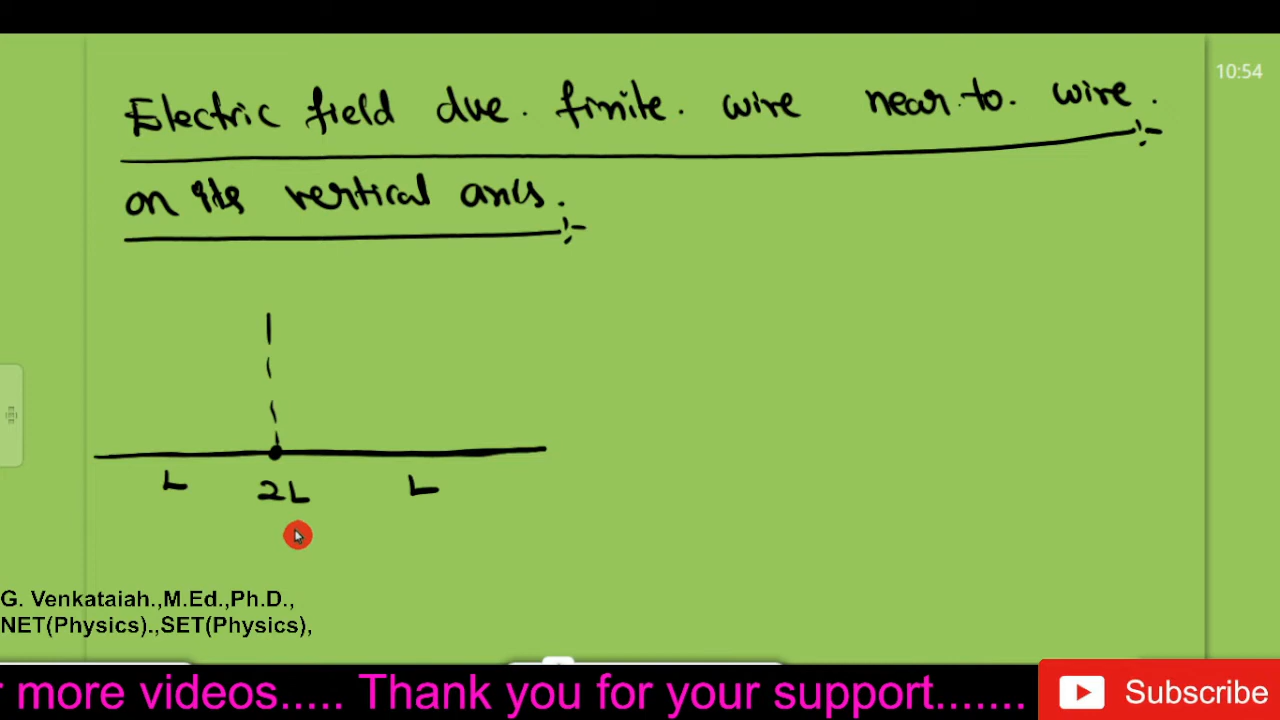 10:54
Electric field due. finite. wire near.to. wire.
on its vertical axis.
L 2L L
G. Venkataiah.,M.Ed.,Ph.D.,
NET(Physics).,SET(Physics),
r more videos..... Thank you for your support.......
Subscribe